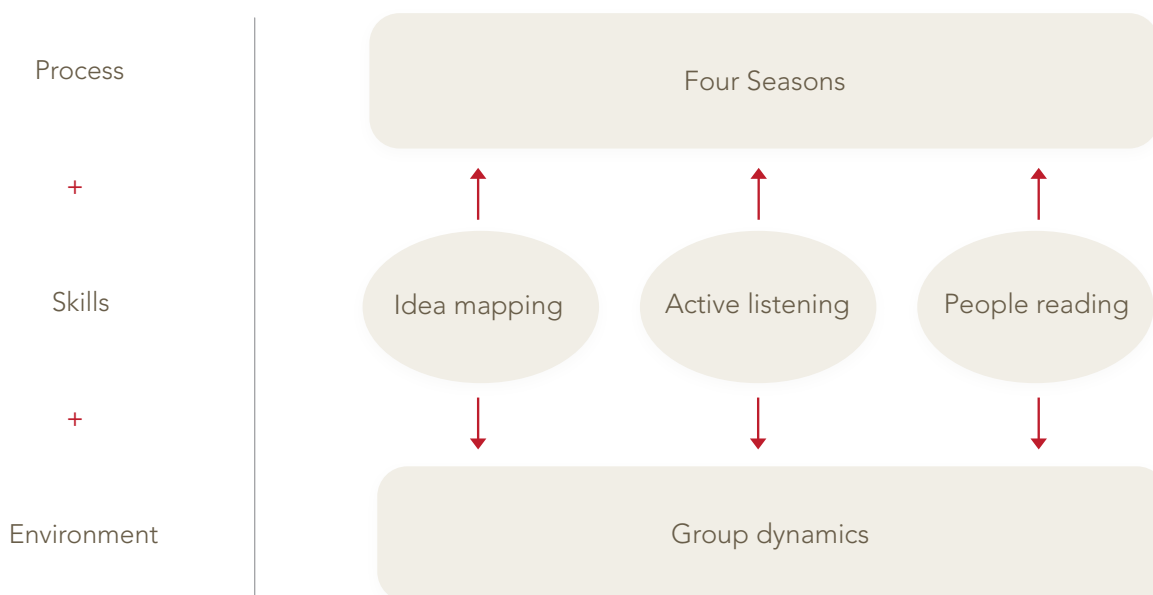 Process
Four Seasons
+
Skills
Idea mapping
Active listening
People reading
+
Environment
Group dynamics